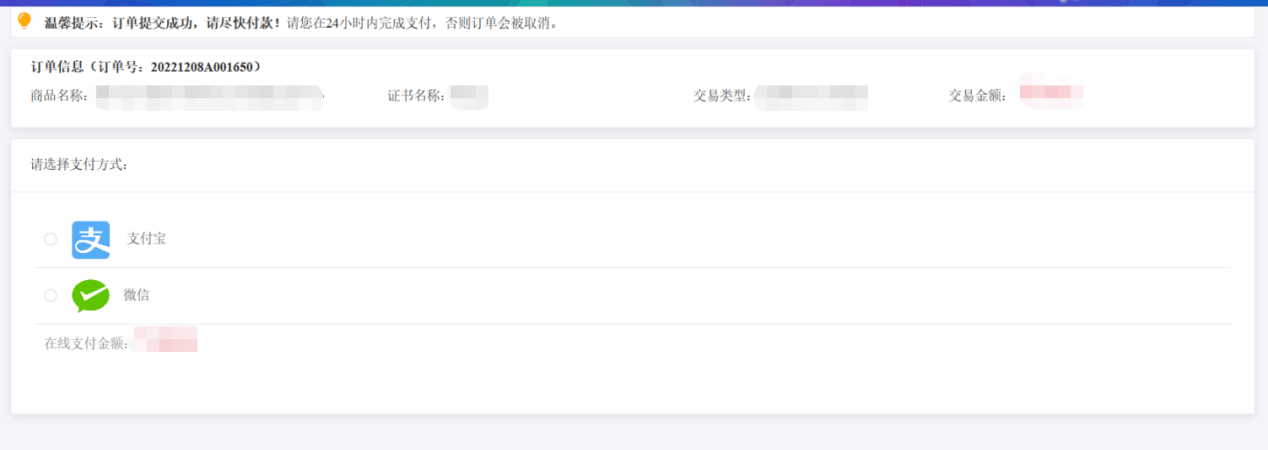 温馨提示：订单提交成功，请尽快付款！请您在24小时内完成支付，否则订单会被取消。
订单信息（订单号：20221208A001650）
商品名称： 证书名称： 交易类型： 交易金额：
请选择支付方式：
支 支付宝
微信
在线支付金额：